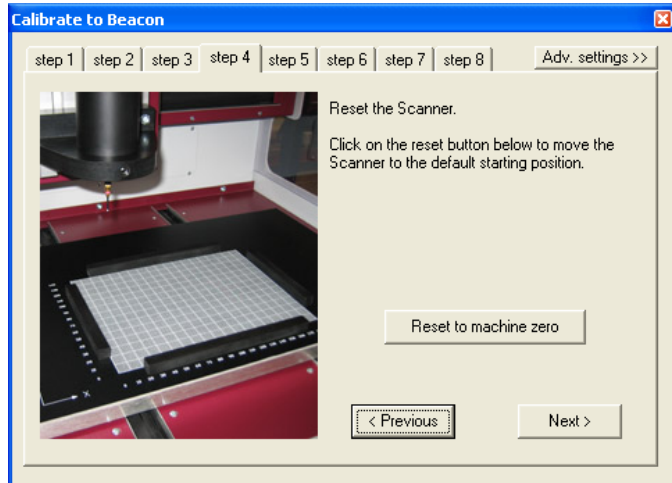 Calibrate to Beacon
step 1 step 2 step 3 step 4 step 5 step 6 step 7 step 8 Adv. settings >>
Reset the Scanner.
Click on the reset button below to move the
Scanner to the default starting position.
Reset to machine zero
X
< Previous Next >